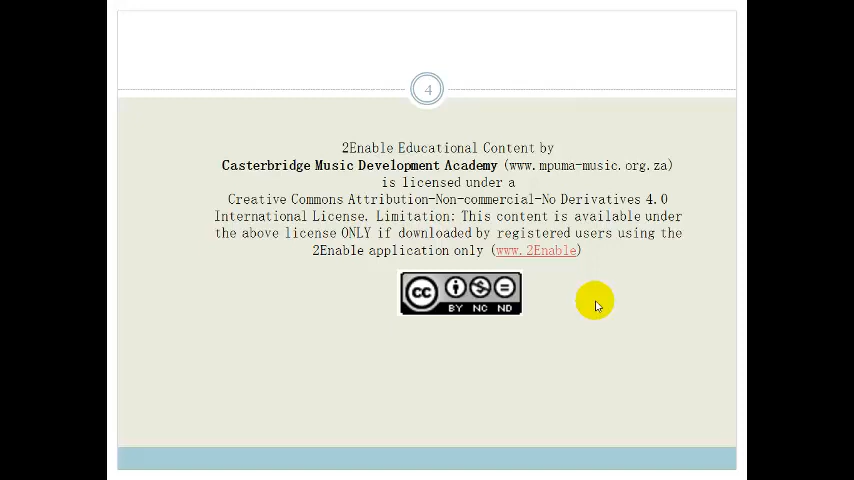 4
2Enable Educational Content by
Casterbridge Music Development Academy (www.mpuma-music.org.za)
is licensed under a
Creative Commons Attribution-Non-commercial-No Derivatives 4.0
International License. Limitation: This content is available under
the above license ONLY if downloaded by registered users using the
2Enable application only (www.2Enable)
cc
BY NC ND